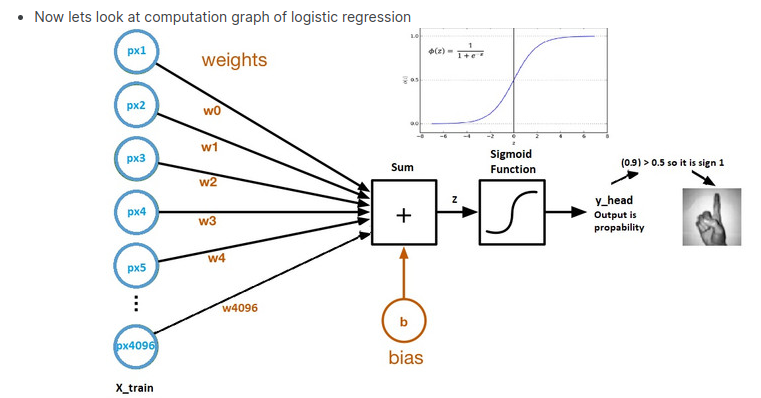 Now lets look at computation graph of logistic regression
px1
px2
px3
px4
px5
px4096
X_train
weights
w0
w1
w2
w3
w4
w4096
Sum
+
b
bias
z
ϕ(z) = 1 / 1 + e^-z
1.0
0.5
0.0
-8 -6 -4 -2 0 2 4 6 8
z
Sigmoid
Function
(0.9) > 0.5 so it is sign 1
y_head
Output is
propability